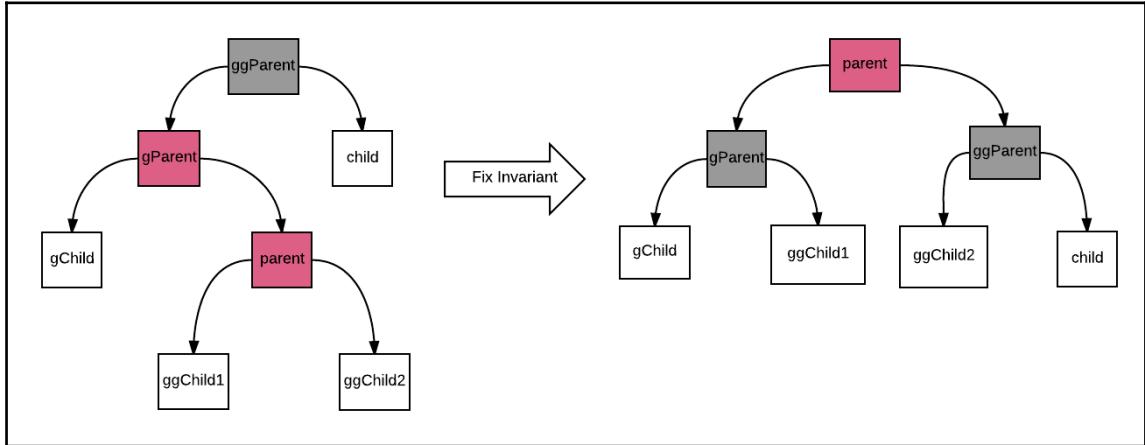 ggParent
gParent
child
gChild
parent
ggChild1
ggChild2
Fix Invariant
parent
gParent
ggParent
gChild
ggChild1
ggChild2
child